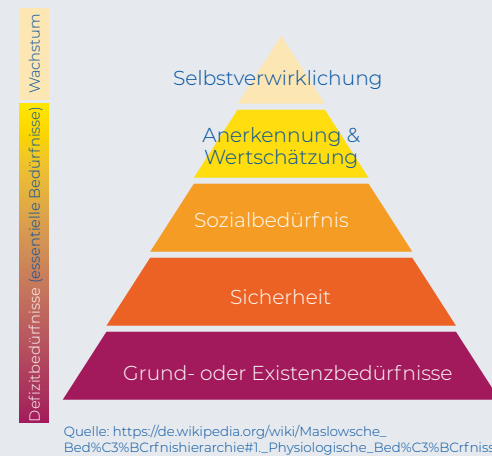 Wachstum
Defizitbedürfnisse (essentielle Bedürfnisse)
Selbstverwirklichung
Anerkennung &
Wertschätzung
Sozialbedürfnis
Sicherheit
Grund- oder Existenzbedürfnisse
Quelle: https://de.wikipedia.org/wiki/Maslowsche_
Bed%C3%BCrfnishierarchie#1._Physiologische_Bed%C3%BCrfniss